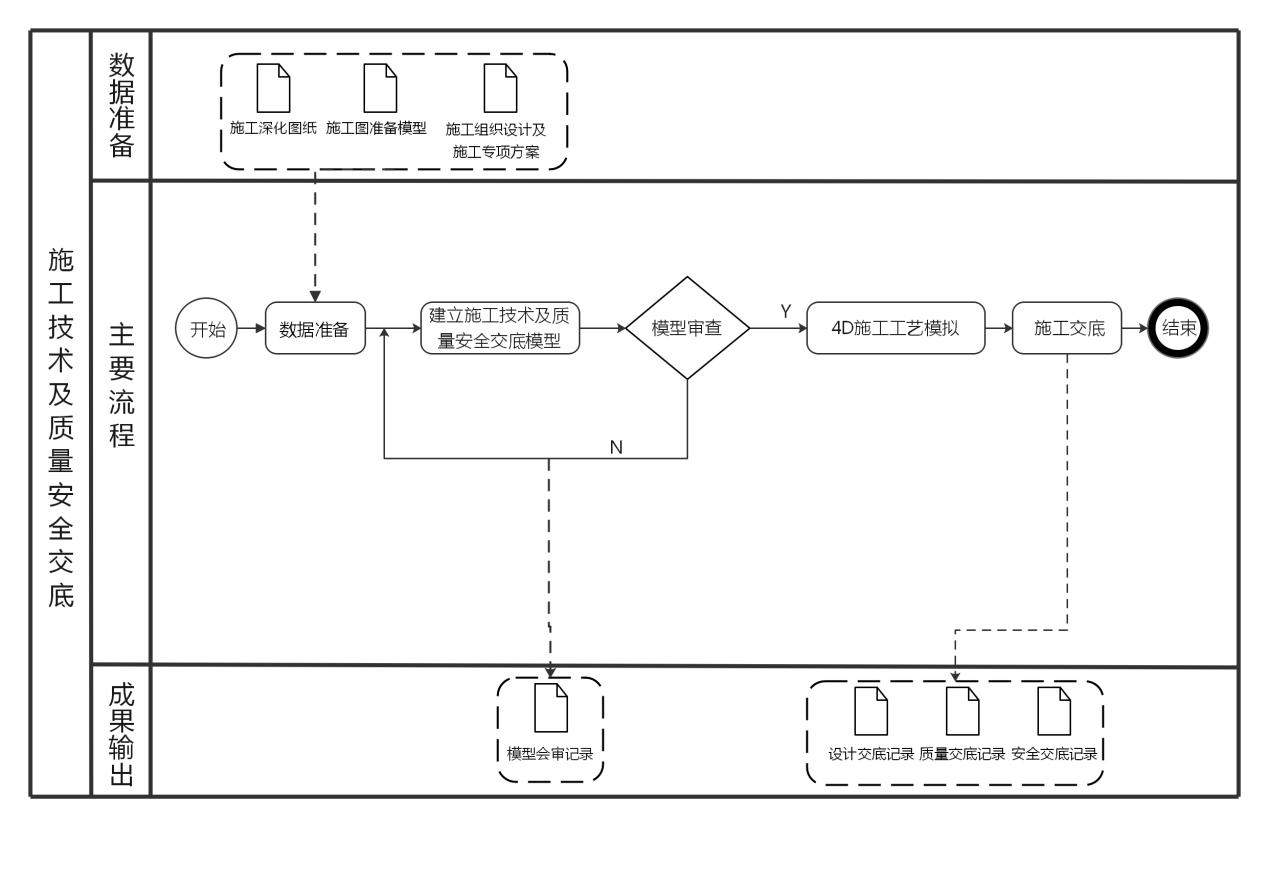 施工技术及质量安全交底
数据准备
施工深化图纸
施工图准备模型
施工组织设计及
施工专项方案
主要流程
开始
数据准备
建立施工技术及质
量安全交底模型
模型审查
Y
N
4D施工工艺模拟
施工交底
结束
成果输出
模型会审记录
设计交底记录
质量交底记录
安全交底记录